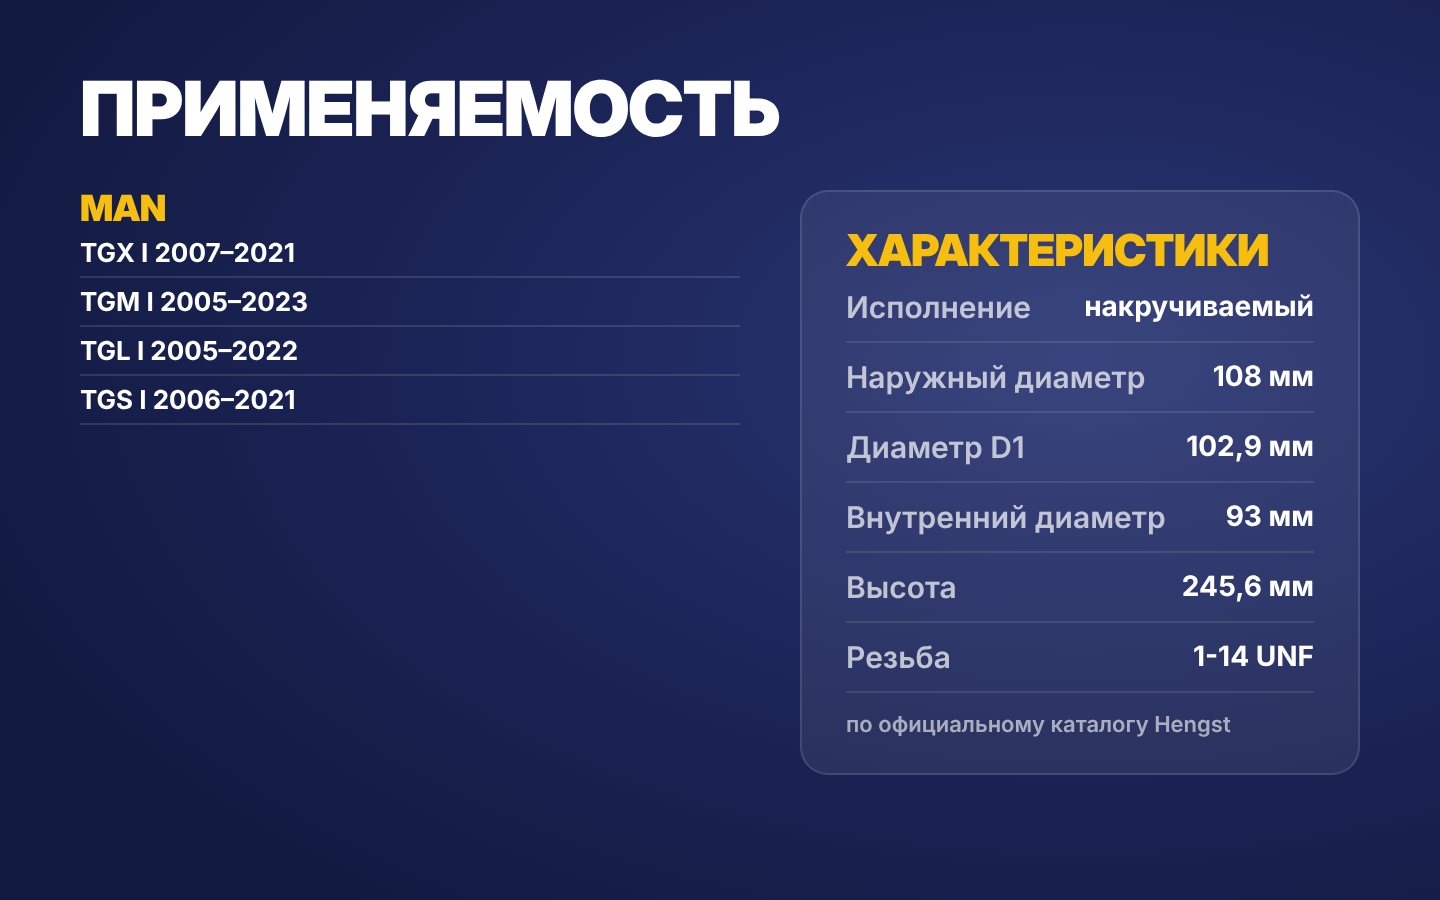 ПРИМЕНЯЕМОСТЬ
MAN
TGX I 2007–2021
TGM I 2005–2023
TGL I 2005–2022
TGS I 2006–2021
ХАРАКТЕРИСТИКИ
Исполнение накручиваемый
Наружный диаметр 108 мм
Диаметр D1 102,9 мм
Внутренний диаметр 93 мм
Высота 245,6 мм
Резьба 1-14 UNF
по официальному каталогу Hengst